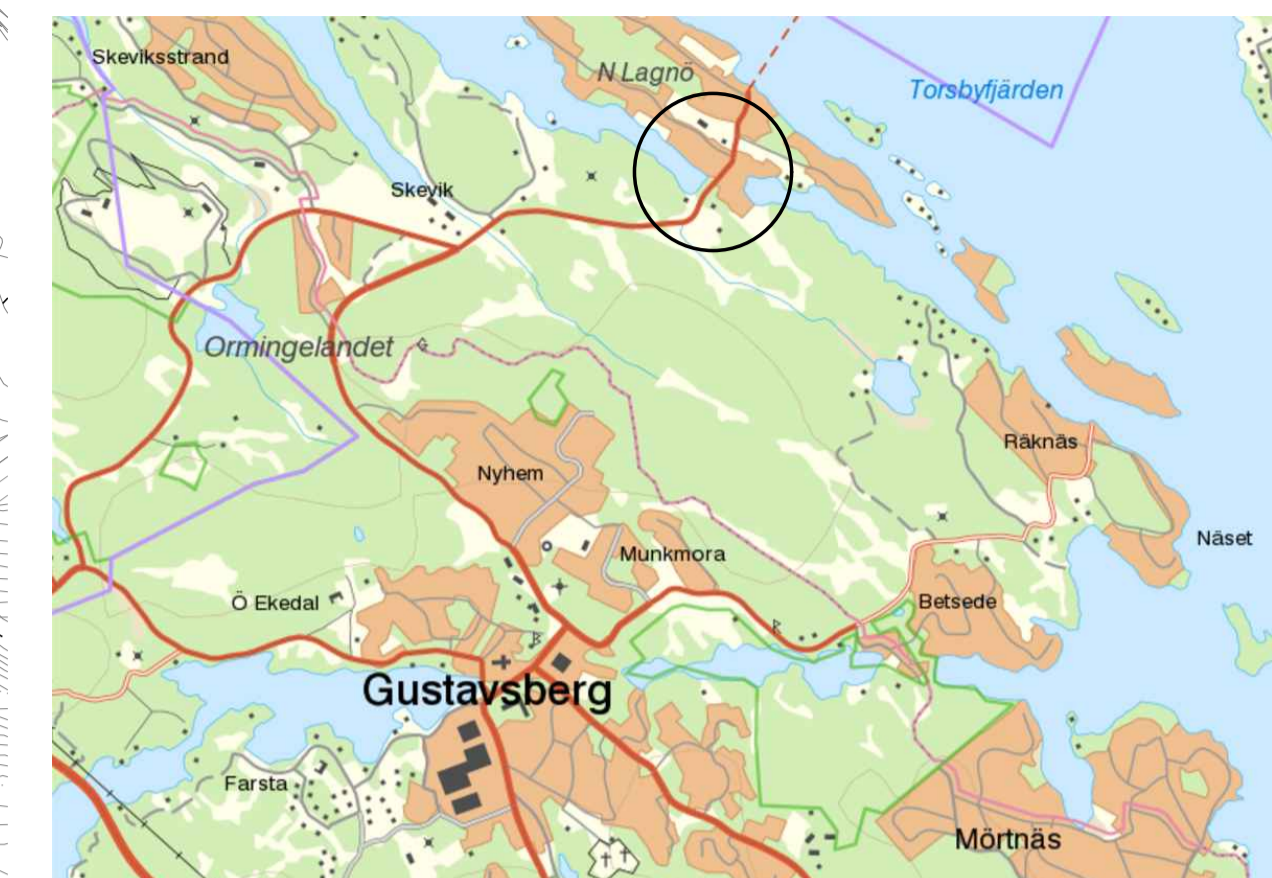 Skeviksstrand
N Lagnö
Torsbyfjärden
Skevik
Ormingelandet
Räknäs
Nyhem
Näset
Munkmora
Ö Ekedal
Betsede
Gustavsberg
Farsta
Mörtnäs